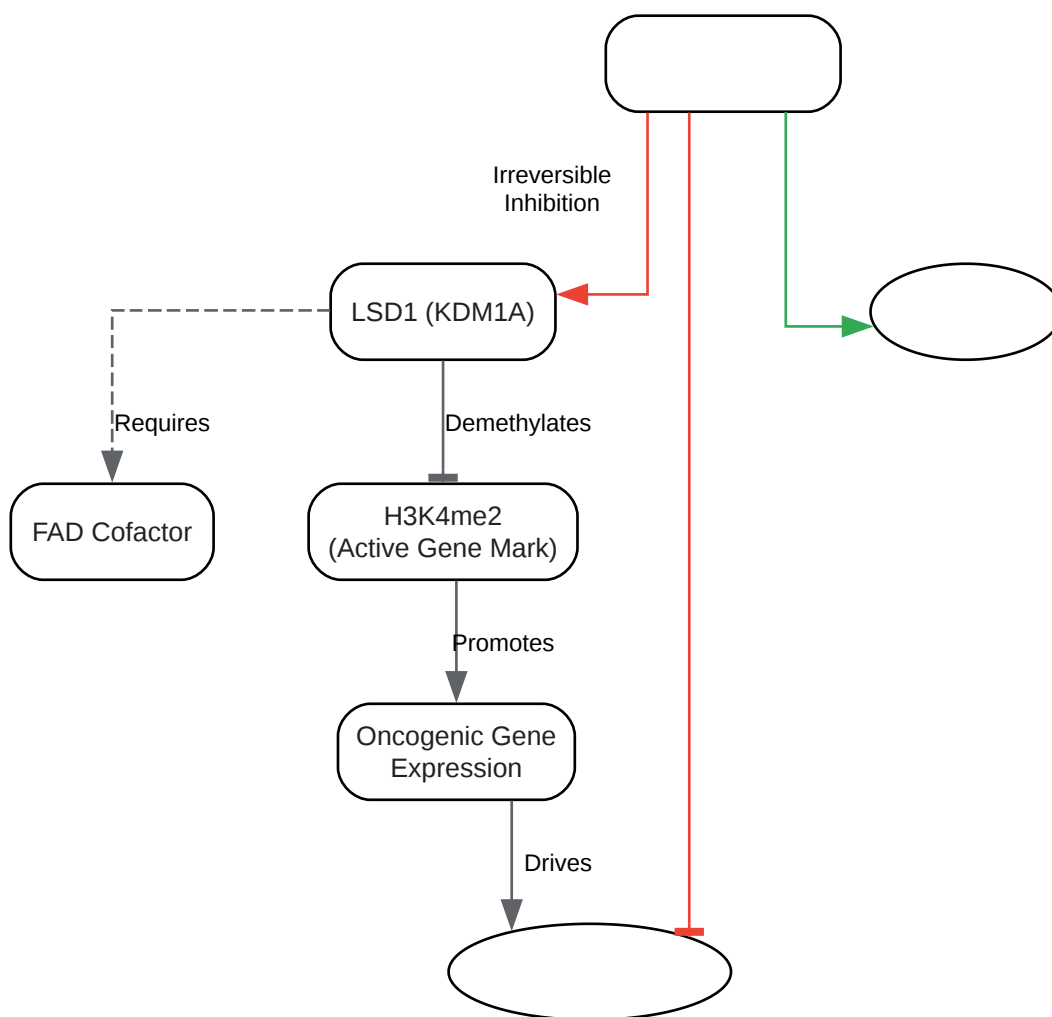 Irreversible
Inhibition
LSD1 (KDM1A)
Requires
Demethylates
FAD Cofactor
H3K4me2
(Active Gene Mark)
Promotes
Oncogenic Gene
Expression
Drives